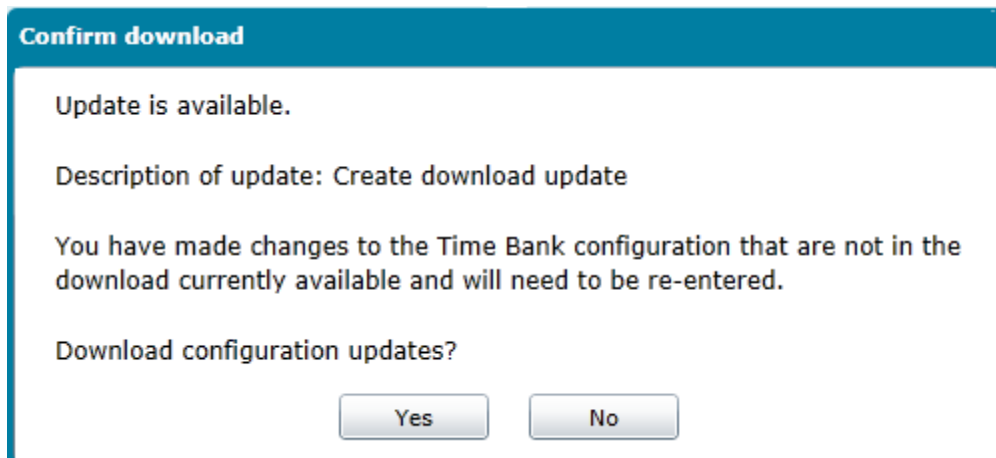 Confirm download
Update is available.
Description of update: Create download update
You have made changes to the Time Bank configuration that are not in the
download currently available and will need to be re-entered.
Download configuration updates?
Yes
No